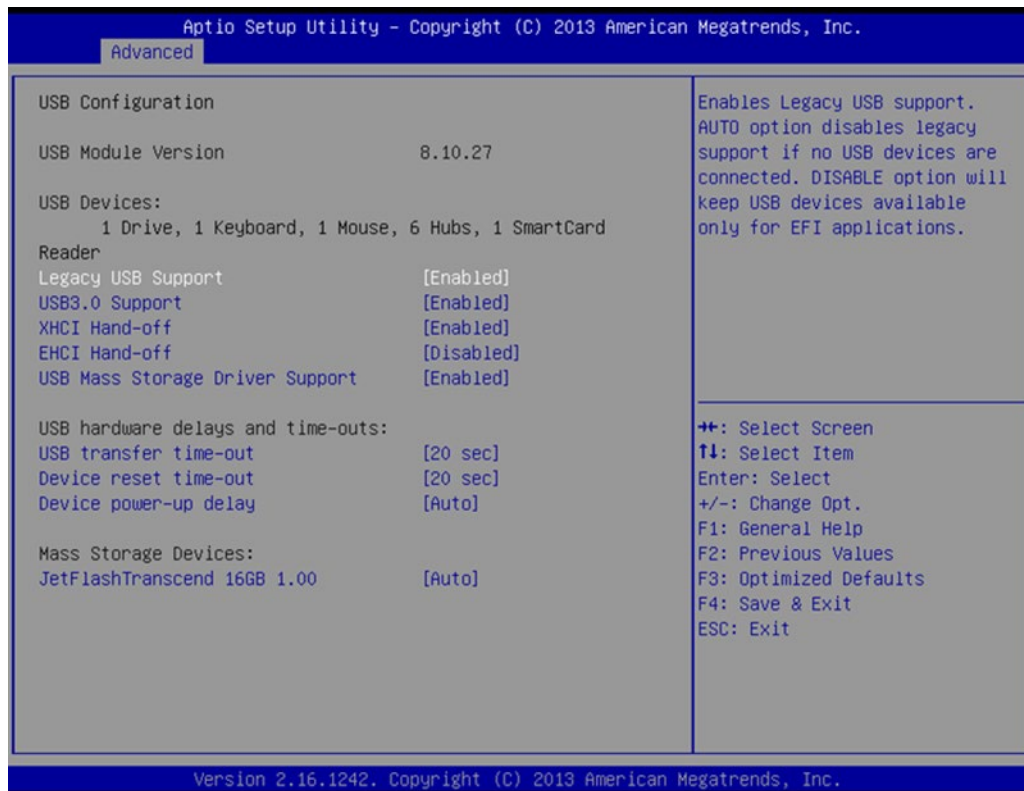 Aptio Setup Utility – Copyright (C) 2013 American Megatrends, Inc.
Advanced
USB Configuration
USB Module Version 8.10.27
USB Devices:
1 Drive, 1 Keyboard, 1 Mouse, 6 Hubs, 1 SmartCard
Reader
Legacy USB Support [Enabled]
USB3.0 Support [Enabled]
XHCI Hand-off [Enabled]
EHCI Hand-off [Disabled]
USB Mass Storage Driver Support [Enabled]
USB hardware delays and time-outs:
USB transfer time-out [20 sec]
Device reset time-out [20 sec]
Device power-up delay [Auto]
Mass Storage Devices:
JetFlashTranscend 16GB 1.00 [Auto]
Enables Legacy USB support.
AUTO option disables legacy
support if no USB devices are
connected. DISABLE option will
keep USB devices available
only for EFI applications.
→←: Select Screen
↑↓: Select Item
Enter: Select
+/-: Change Opt.
F1: General Help
F2: Previous Values
F3: Optimized Defaults
F4: Save & Exit
ESC: Exit
Version 2.16.1242. Copyright (C) 2013 American Megatrends, Inc.